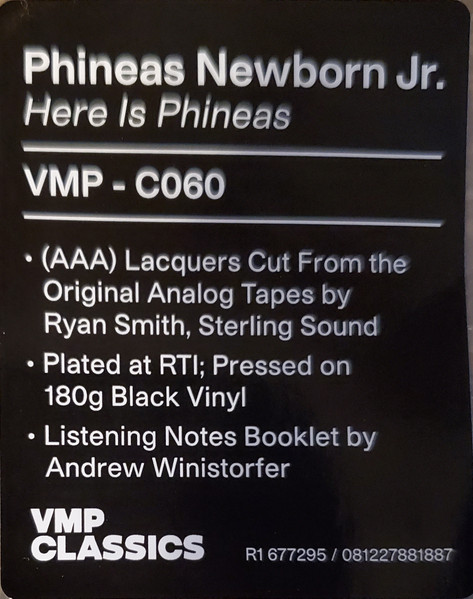 Phineas Newborn Jr.
Here Is Phineas
VMP - C060
• (AAA) Lacquers Cut From the
Original Analog Tapes by
Ryan Smith, Sterling Sound
• Plated at RTI; Pressed on
180g Black Vinyl
• Listening Notes Booklet by
Andrew Winistorfer
VMP
CLASSICS
R1 677295 / 081227881887